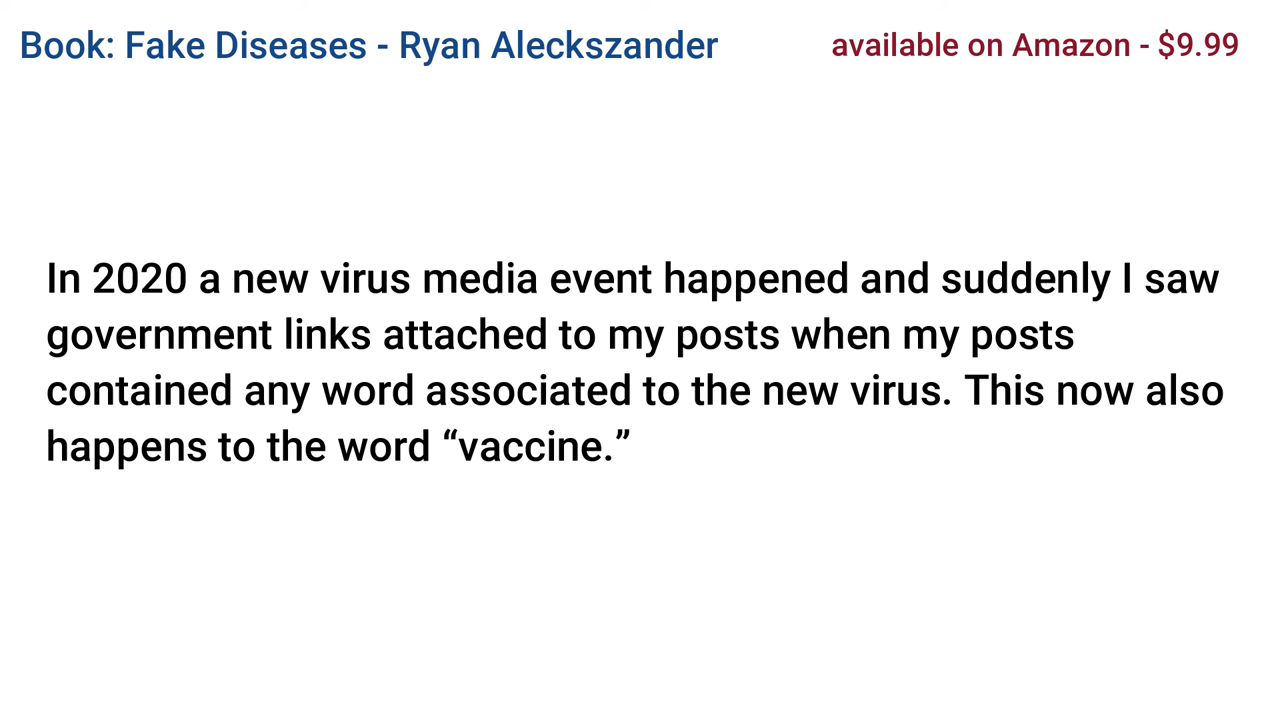 Book: Fake Diseases - Ryan Aleckszander
available on Amazon - $9.99
In 2020 a new virus media event happened and suddenly I saw
government links attached to my posts when my posts
contained any word associated to the new virus. This now also
happens to the word “vaccine.”